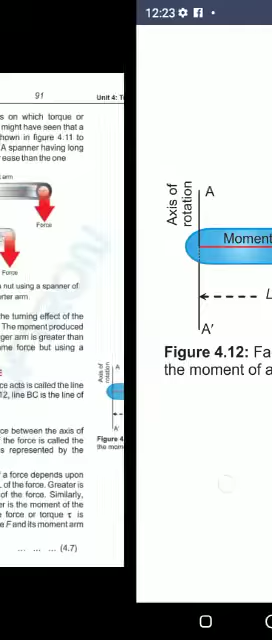 91
Unit 4: T
s on which torque or
might have seen that a
hown in figure 4.11 to
A spanner having long
r ease than the one
arm
Force
Force
nut using a spanner of
rter arm.
the turning effect of the
The moment produced
ger arm is greater than
me force but using a
ce acts is called the line
12, line BC is the line of
ce between the axis of
f the force is called the
s represented by the
f a force depends upon
L of the force. Greater is
of the force. Similarly,
er is the moment of the
e force or torque τ is
e F and its moment arm
... ... ... (4.7)
Axis of
rotation
A
A'
Figure 4
the mom
12:23
Axis of
rotation
A
Moment
L
A'
Figure 4.12: Fa
the moment of a